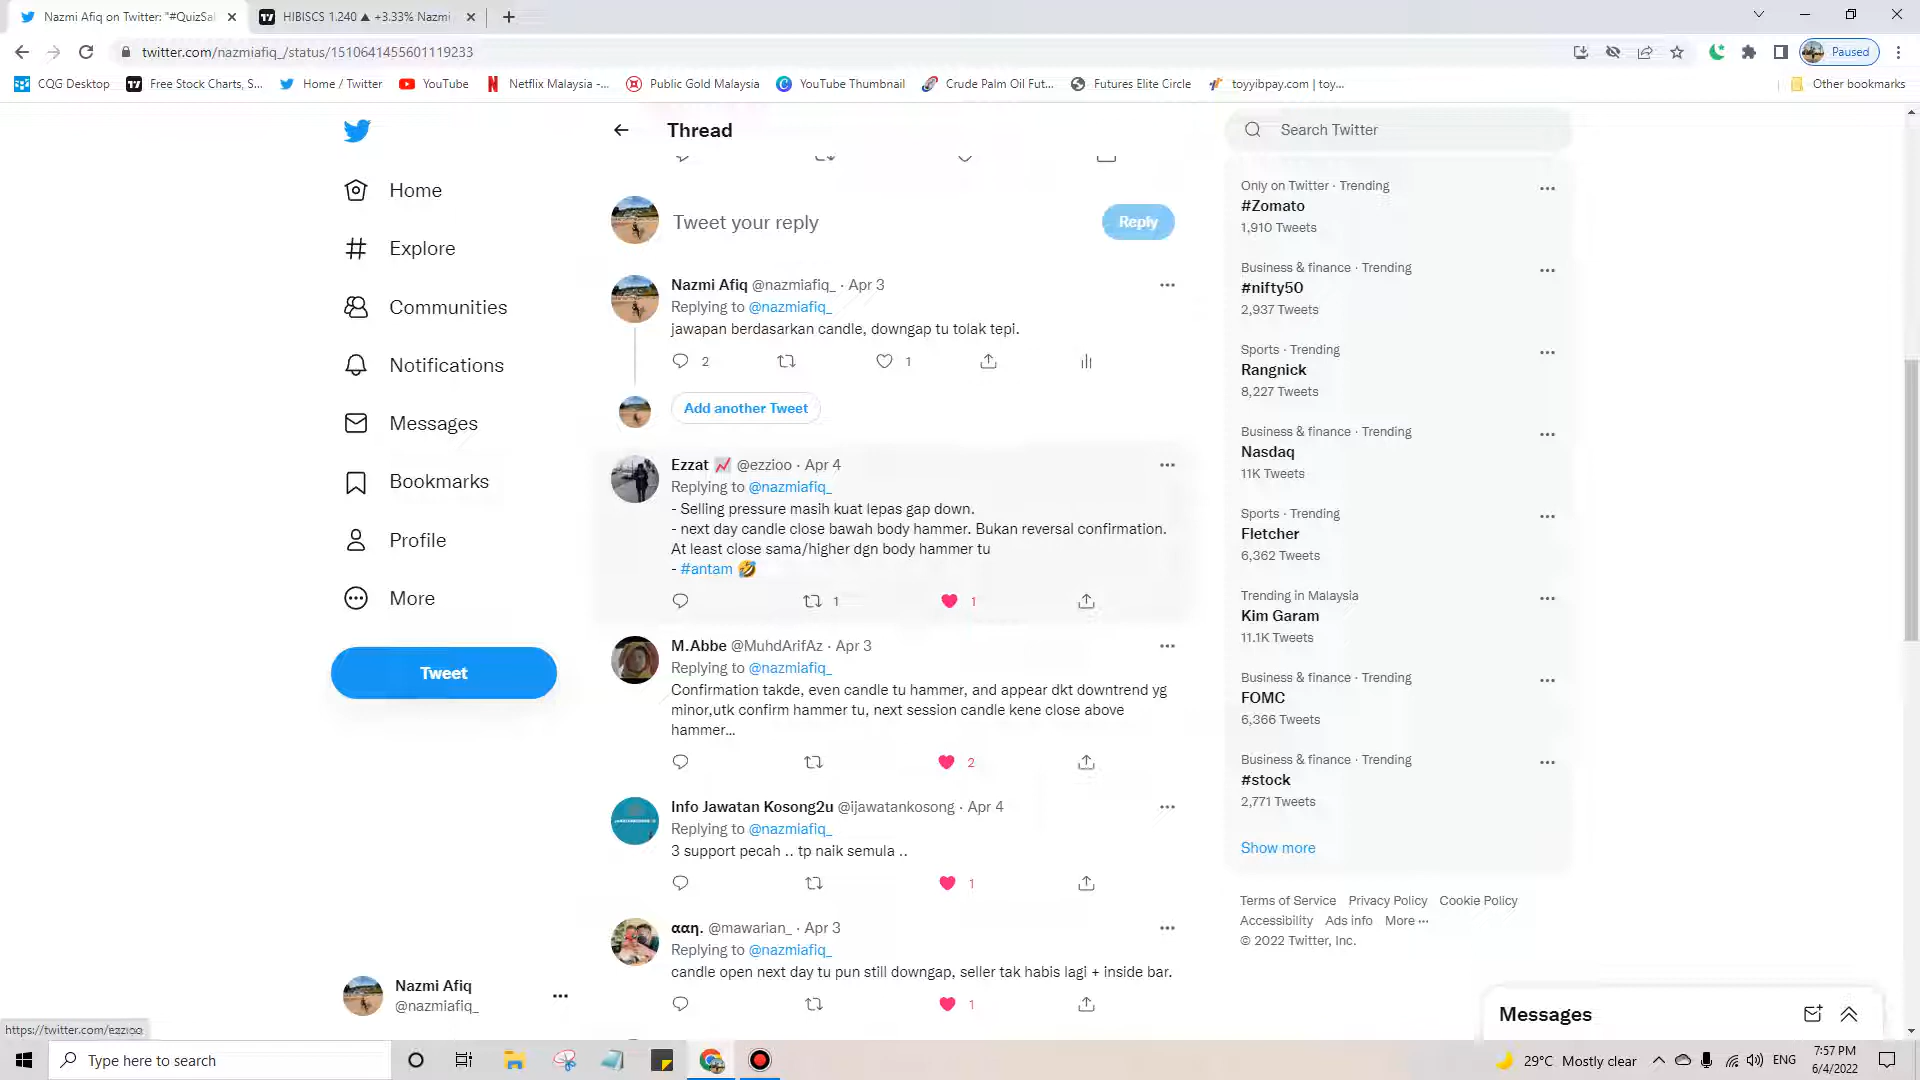 Nazmi Afiq on Twitter: "#QuizSal
HIBISCS 1.240 ▲ +3.33% Nazmi
twitter.com/nazmiafiq_/status/1510641455601119233
Paused
CQG Desktop
Free Stock Charts, S...
Home / Twitter
YouTube
Netflix Malaysia -...
Public Gold Malaysia
YouTube Thumbnail
Crude Palm Oil Fut...
Futures Elite Circle
toyyibpay.com | toy...
Other bookmarks
Home
Explore
Communities
Notifications
Messages
Bookmarks
Profile
More
Tweet
Nazmi Afiq
@nazmiafiq_
Thread
Tweet your reply
Reply
Nazmi Afiq @nazmiafiq_ · Apr 3
Replying to @nazmiafiq_
jawapan berdasarkan candle, downgap tu tolak tepi.
2
1
Add another Tweet
Ezzat 📈 @ezzioo · Apr 4
Replying to @nazmiafiq_
- Selling pressure masih kuat lepas gap down.
- next day candle close bawah body hammer. Bukan reversal confirmation.
At least close sama/higher dgn body hammer tu
- #antam 🤣
1
1
M.Abbe @MuhdArifAz · Apr 3
Replying to @nazmiafiq_
Confirmation takde, even candle tu hammer, and appear dkt downtrend yg
minor,utk confirm hammer tu, next session candle kene close above
hammer...
2
Info Jawatan Kosong2u @ijawatankosong · Apr 4
Replying to @nazmiafiq_
3 support pecah .. tp naik semula ..
1
ααη. @mawarian_ · Apr 3
Replying to @nazmiafiq_
candle open next day tu pun still downgap, seller tak habis lagi + inside bar.
1
Search Twitter
Only on Twitter · Trending
#Zomato
1,910 Tweets
Business & finance · Trending
#nifty50
2,937 Tweets
Sports · Trending
Rangnick
8,227 Tweets
Business & finance · Trending
Nasdaq
11K Tweets
Sports · Trending
Fletcher
6,362 Tweets
Trending in Malaysia
Kim Garam
11.1K Tweets
Business & finance · Trending
FOMC
6,366 Tweets
Business & finance · Trending
#stock
2,771 Tweets
Show more
Terms of Service Privacy Policy Cookie Policy
Accessibility Ads info More ···
© 2022 Twitter, Inc.
Messages
https://twitter.com/ezzioo
Type here to search
29°C Mostly clear
ENG
7:57 PM
6/4/2022